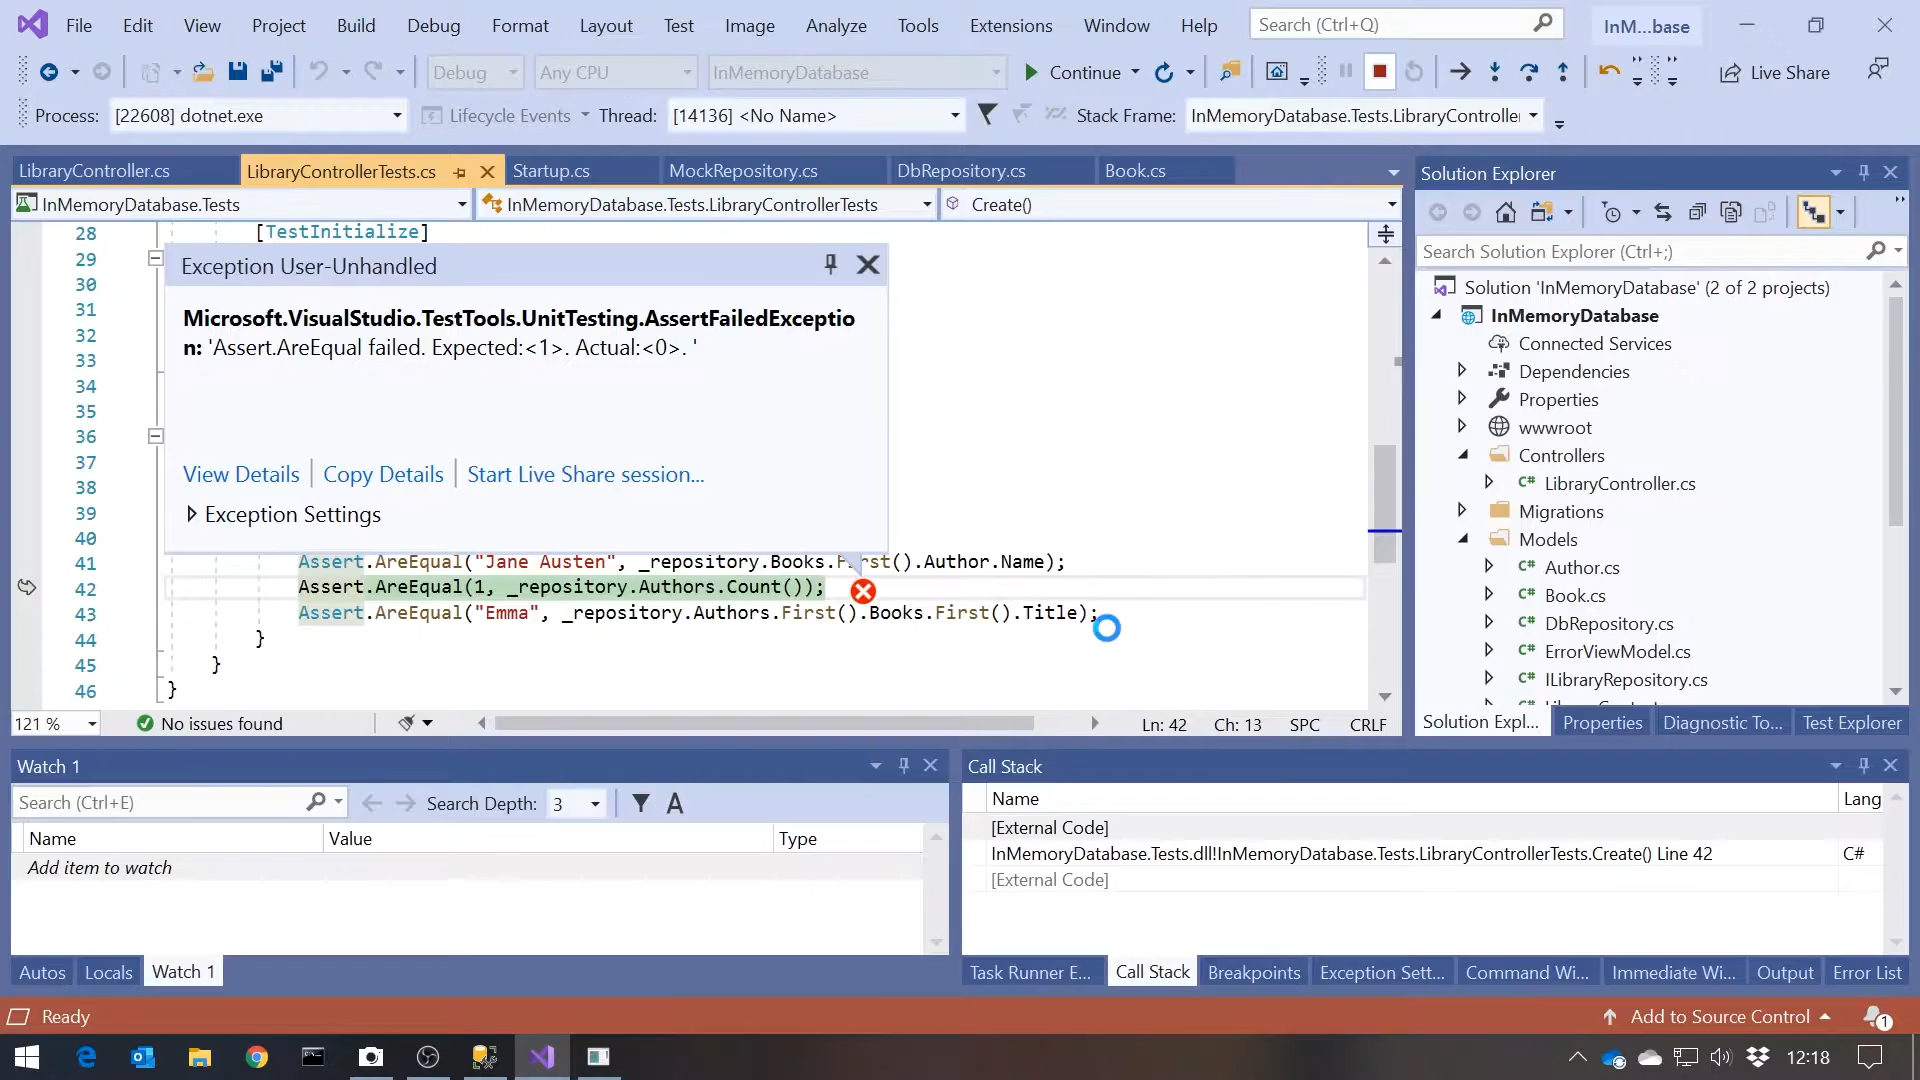 File Edit View Project Build Debug Format Layout Test Image Analyze Tools Extensions Window Help Search (Ctrl+Q) InM...base
Debug Any CPU InMemoryDatabase Continue Live Share
Process: [22608] dotnet.exe Lifecycle Events Thread: [14136] <No Name> Stack Frame: InMemoryDatabase.Tests.LibraryController
LibraryController.cs LibraryControllerTests.cs Startup.cs MockRepository.cs DbRepository.cs Book.cs
InMemoryDatabase.Tests InMemoryDatabase.Tests.LibraryControllerTests Create()
28 [TestInitialize]
29
30
31
32
33
34
35
36
37
38
39
40
Exception User-Unhandled
Microsoft.VisualStudio.TestTools.UnitTesting.AssertFailedExceptio
n: 'Assert.AreEqual failed. Expected:<1>. Actual:<0>. '
View Details Copy Details Start Live Share session...
Exception Settings
41 Assert.AreEqual("Jane Austen", _repository.Books.First().Author.Name);
42 Assert.AreEqual(1, _repository.Authors.Count());
43 Assert.AreEqual("Emma", _repository.Authors.First().Books.First().Title);
44 }
45 }
46 }
121 % No issues found Ln: 42 Ch: 13 SPC CRLF
Solution Explorer
Search Solution Explorer (Ctrl+;)
Solution 'InMemoryDatabase' (2 of 2 projects)
InMemoryDatabase
Connected Services
Dependencies
Properties
wwwroot
Controllers
C# LibraryController.cs
Migrations
Models
C# Author.cs
C# Book.cs
C# DbRepository.cs
C# ErrorViewModel.cs
C# ILibraryRepository.cs
Solution Expl... Properties Diagnostic To... Test Explorer
Watch 1
Search (Ctrl+E) Search Depth: 3 A
Name Value Type
Add item to watch
Autos Locals Watch 1
Call Stack
Name Lang
[External Code]
InMemoryDatabase.Tests.dll!InMemoryDatabase.Tests.LibraryControllerTests.Create() Line 42 C#
[External Code]
Task Runner E... Call Stack Breakpoints Exception Sett... Command Wi... Immediate Wi... Output Error List
Ready Add to Source Control 1
12:18